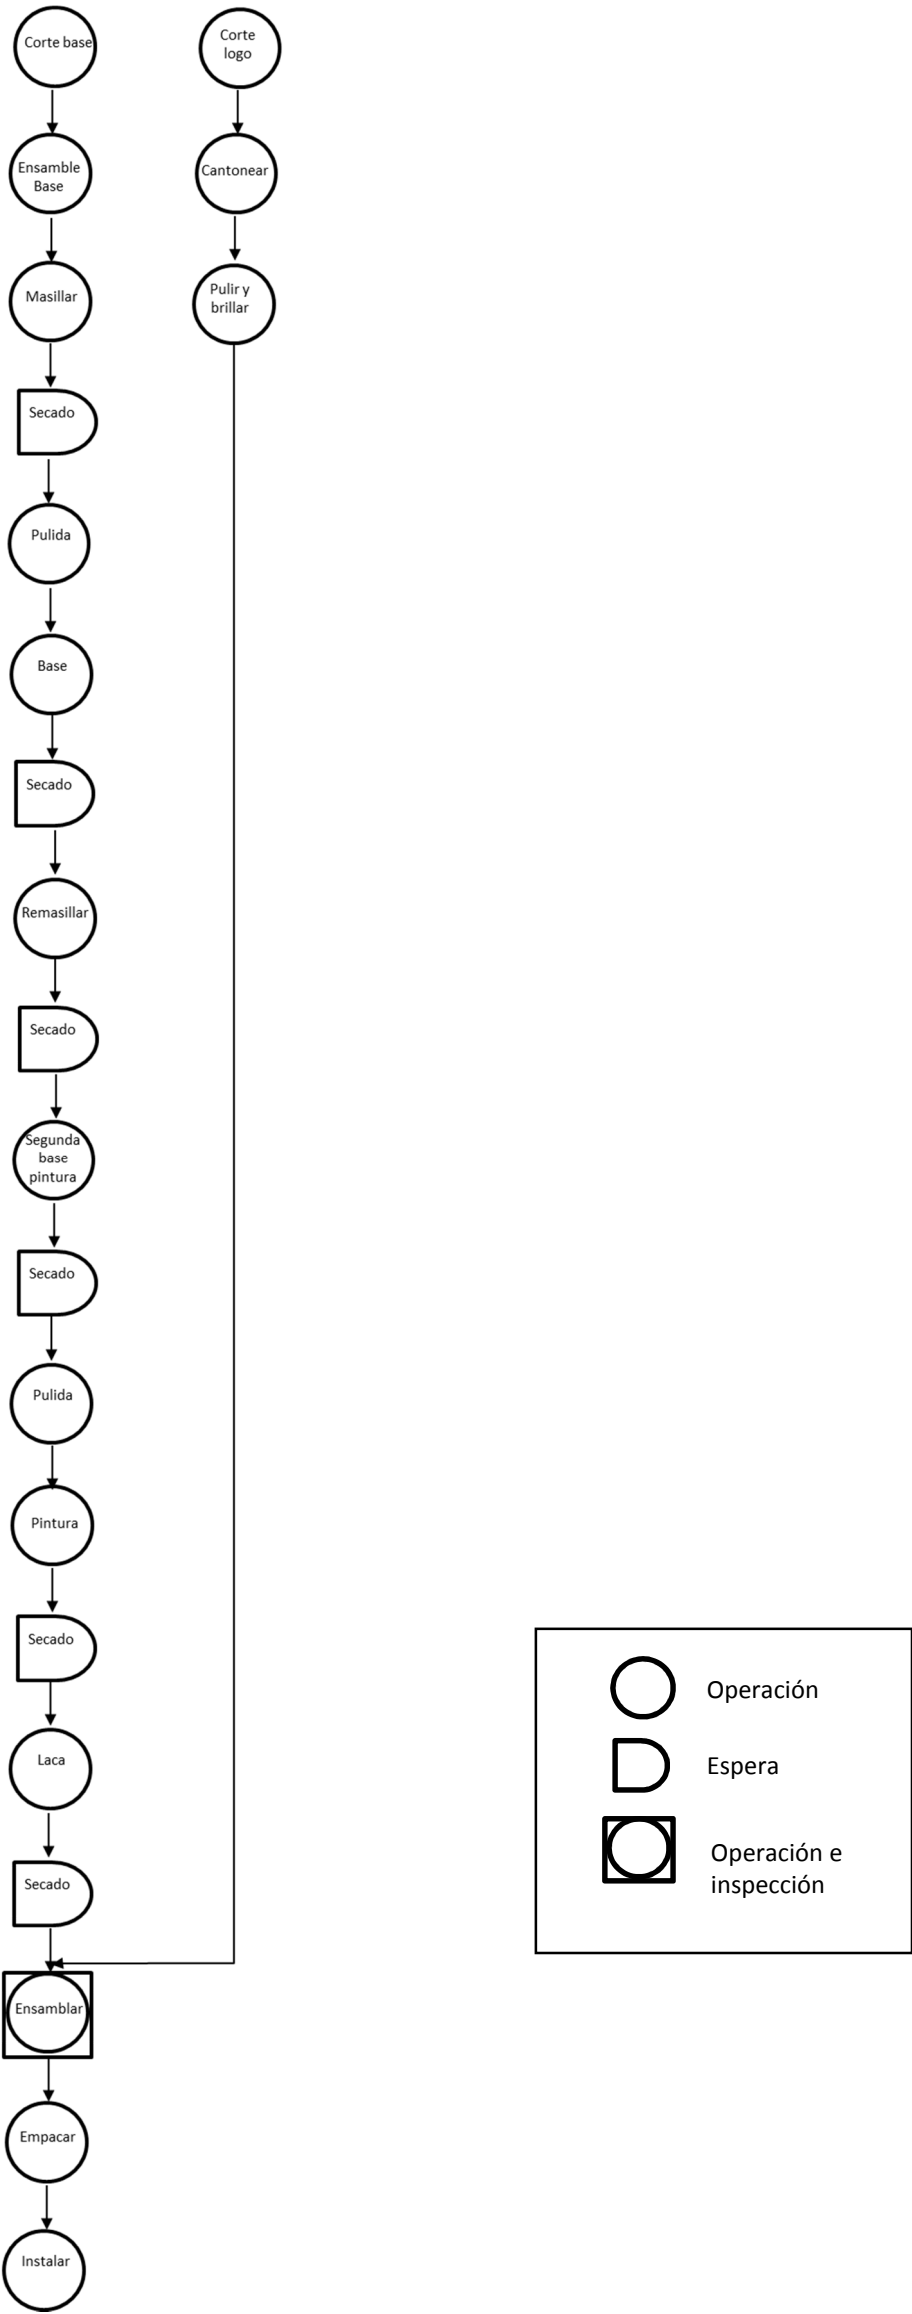 Corte base
Corte
logo
Ensamble
Base
Cantonear
Masillar
Pulir y
brillar
Secado
Pulida
Base
Secado
Remasillar
Secado
Segunda
base
pintura
Secado
Pulida
Pintura
Secado
Laca
Secado
Ensamblar
Empacar
Instalar
Operación
Espera
Operación e
inspección